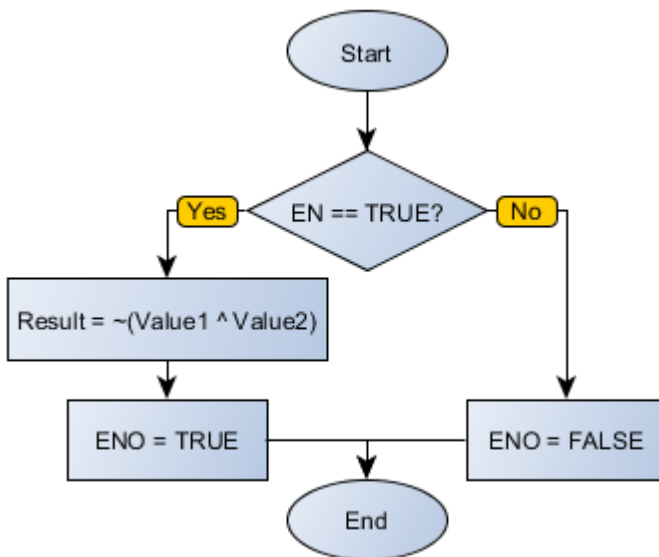 Start
EN == TRUE?
Yes
No
Result = ~(Value1 ^ Value2)
ENO = TRUE
ENO = FALSE
End